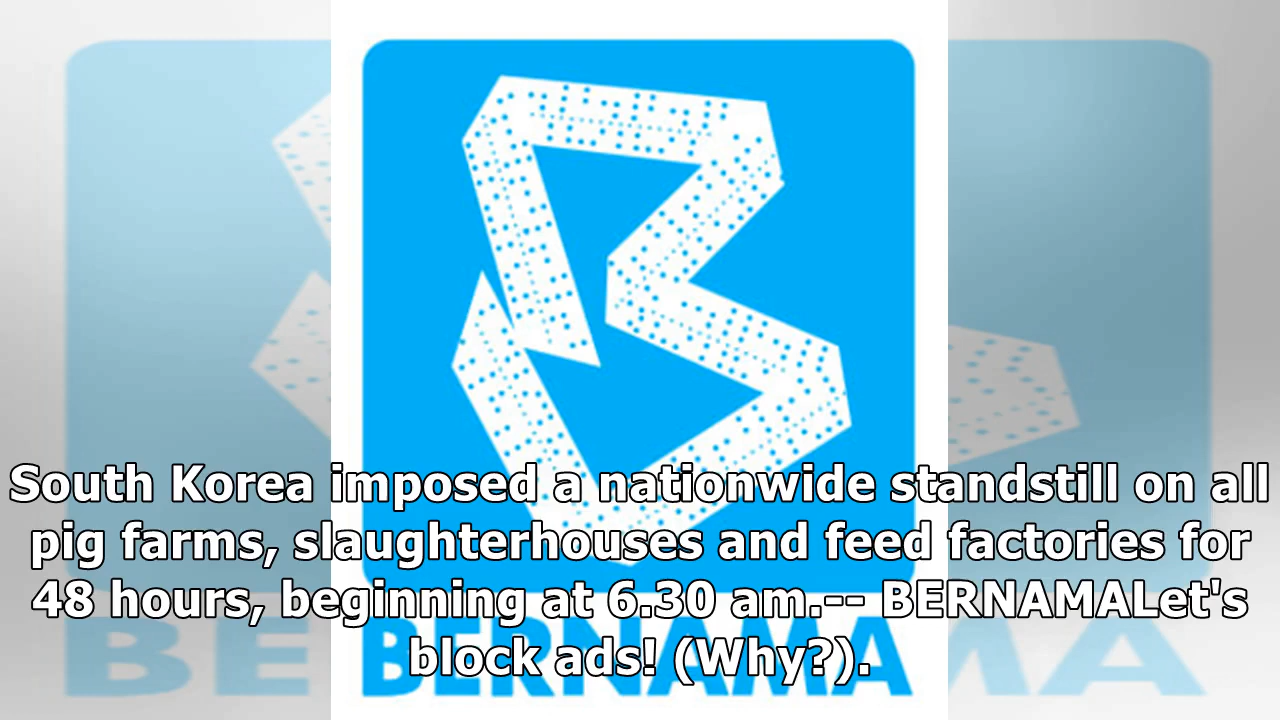 South Korea imposed a nationwide standstill on all
pig farms, slaughterhouses and feed factories for
48 hours, beginning at 6.30 am.-- BERNAMALet's
block ads! (Why?).
BERNAMA